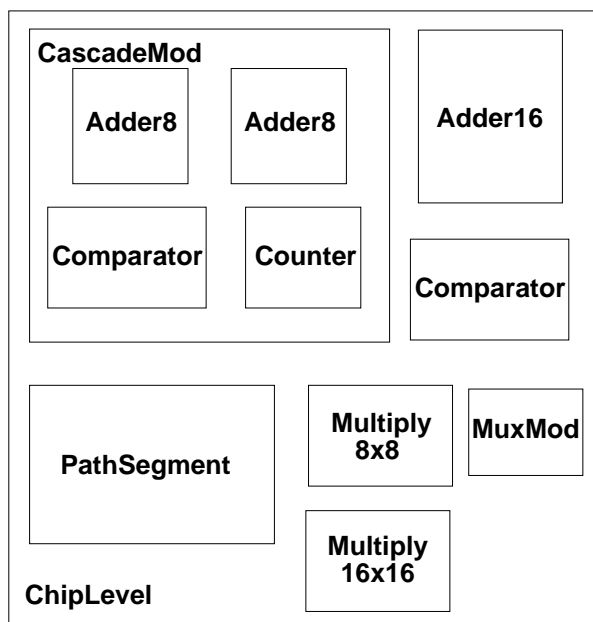 CascadeMod
Adder8
Adder8
Adder16
Comparator
Counter
Comparator
PathSegment
Multiply
8x8
MuxMod
Multiply
16x16
ChipLevel